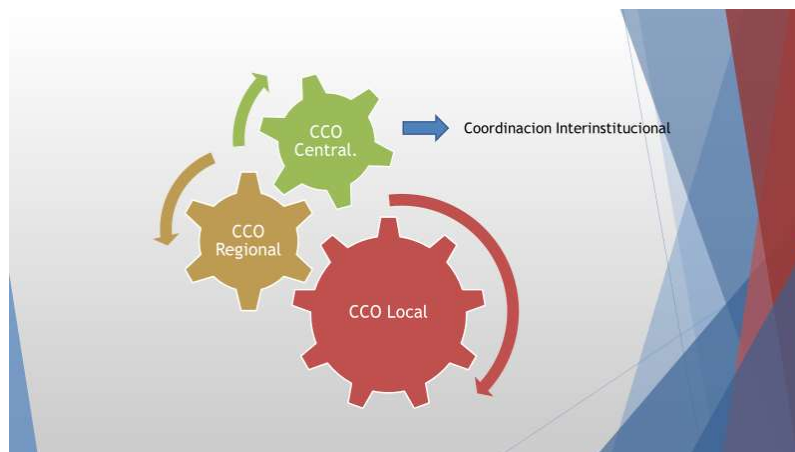 CCO
Central.
Coordinacion Interinstitucional
CCO
Regional
CCO Local